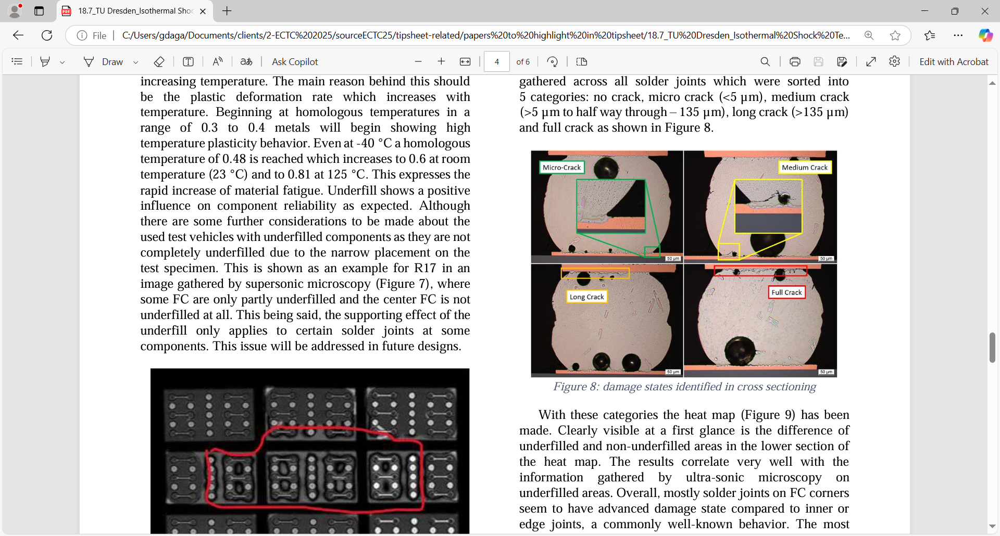 18.7_TU Dresden_Isothermal Shoc
File
C:/Users/gdaga/Documents/clients/2-ECTC%202025/sourceECTC25/tipsheet-related/papers%20to%20highlight%20in%20tipsheet/18.7_TU%20Dresden_Isothermal%20Shock%20Te...
Draw
Ask Copilot
4 of 6
Edit with Acrobat
increasing temperature. The main reason behind this should
be the plastic deformation rate which increases with
temperature. Beginning at homologous temperatures in a
range of 0.3 to 0.4 metals will begin showing high
temperature plasticity behavior. Even at -40 °C a homologous
temperature of 0.48 is reached which increases to 0.6 at room
temperature (23 °C) and to 0.81 at 125 °C. This expresses the
rapid increase of material fatigue. Underfill shows a positive
influence on component reliability as expected. Although
there are some further considerations to be made about the
used test vehicles with underfilled components as they are not
completely underfilled due to the narrow placement on the
test specimen. This is shown as an example for R17 in an
image gathered by supersonic microscopy (Figure 7), where
some FC are only partly underfilled and the center FC is not
underfilled at all. This being said, the supporting effect of the
underfill only applies to certain solder joints at some
components. This issue will be addressed in future designs.
gathered across all solder joints which were sorted into
5 categories: no crack, micro crack (<5 µm), medium crack
(>5 µm to half way through – 135 µm), long crack (>135 µm)
and full crack as shown in Figure 8.
Micro-Crack
Medium Crack
50 µm
50 µm
Long Crack
Full Crack
50 µm
50 µm
Figure 8: damage states identified in cross sectioning
With these categories the heat map (Figure 9) has been
made. Clearly visible at a first glance is the difference of
underfilled and non-underfilled areas in the lower section of
the heat map. The results correlate very well with the
information gathered by ultra-sonic microscopy on
underfilled areas. Overall, mostly solder joints on FC corners
seem to have advanced damage state compared to inner or
edge joints, a commonly well-known behavior. The most